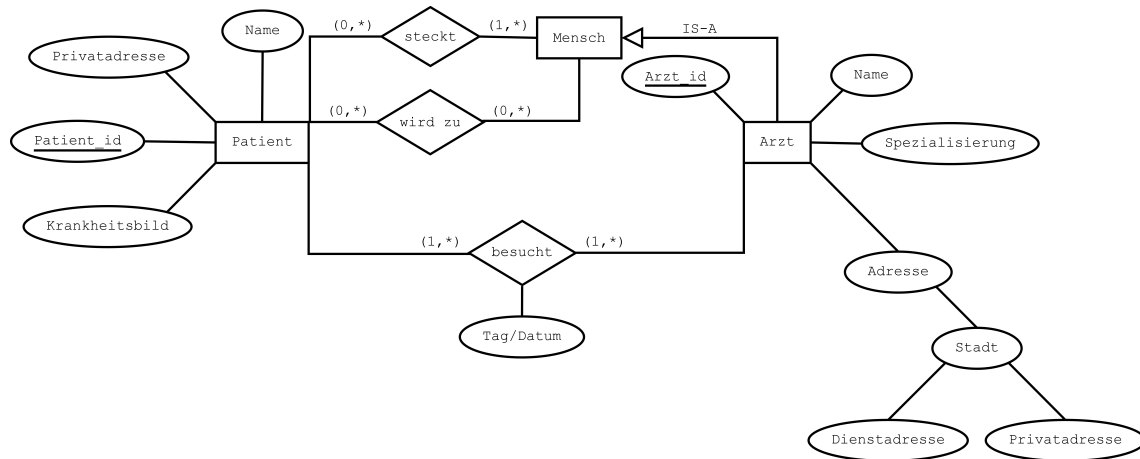 (0,*)
steckt
(1,*)
Mensch
IS-A
Name
Privatadresse
Arzt_id
Name
(0,*)
wird zu
(0,*)
Patient_id
Patient
Arzt
Spezialisierung
Krankheitsbild
(1,*)
besucht
(1,*)
Adresse
Tag/Datum
Stadt
Dienstadresse
Privatadresse